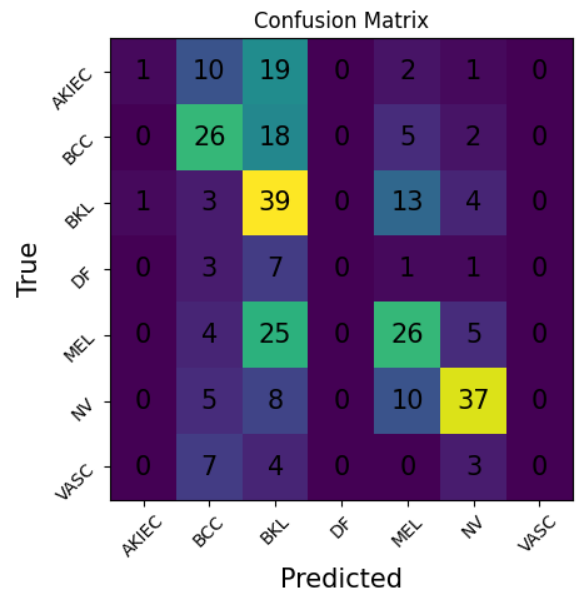 Confusion Matrix
True
AKIEC 1 10 19 0 2 1 0
BCC 0 26 18 0 5 2 0
BKL 1 3 39 0 13 4 0
DF 0 3 7 0 1 1 0
MEL 0 4 25 0 26 5 0
NV 0 5 8 0 10 37 0
VASC 0 7 4 0 0 3 0
AKIEC BCC BKL DF MEL NV VASC
Predicted